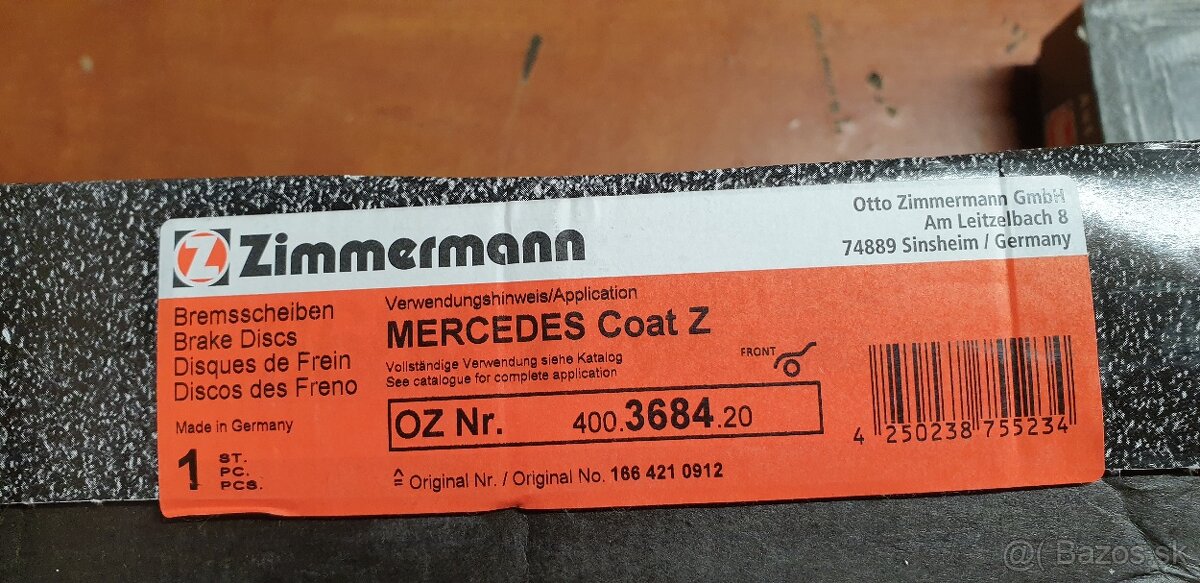 Z Zimmermann
Otto Zimmermann GmbH
Am Leitzelbach 8
74889 Sinsheim / Germany
Bremsscheiben
Brake Discs
Disques de Frein
Discos des Freno
Made in Germany
1 ST.
PC.
PCS.
Verwendungshinweis/Application
MERCEDES Coat Z
Vollständige Verwendung siehe Katalog
See catalogue for complete application
FRONT
OZ Nr. 400.3684.20
≙ Original Nr. / Original No. 166 421 0912
4 250238 755234
@( Bazos.sk